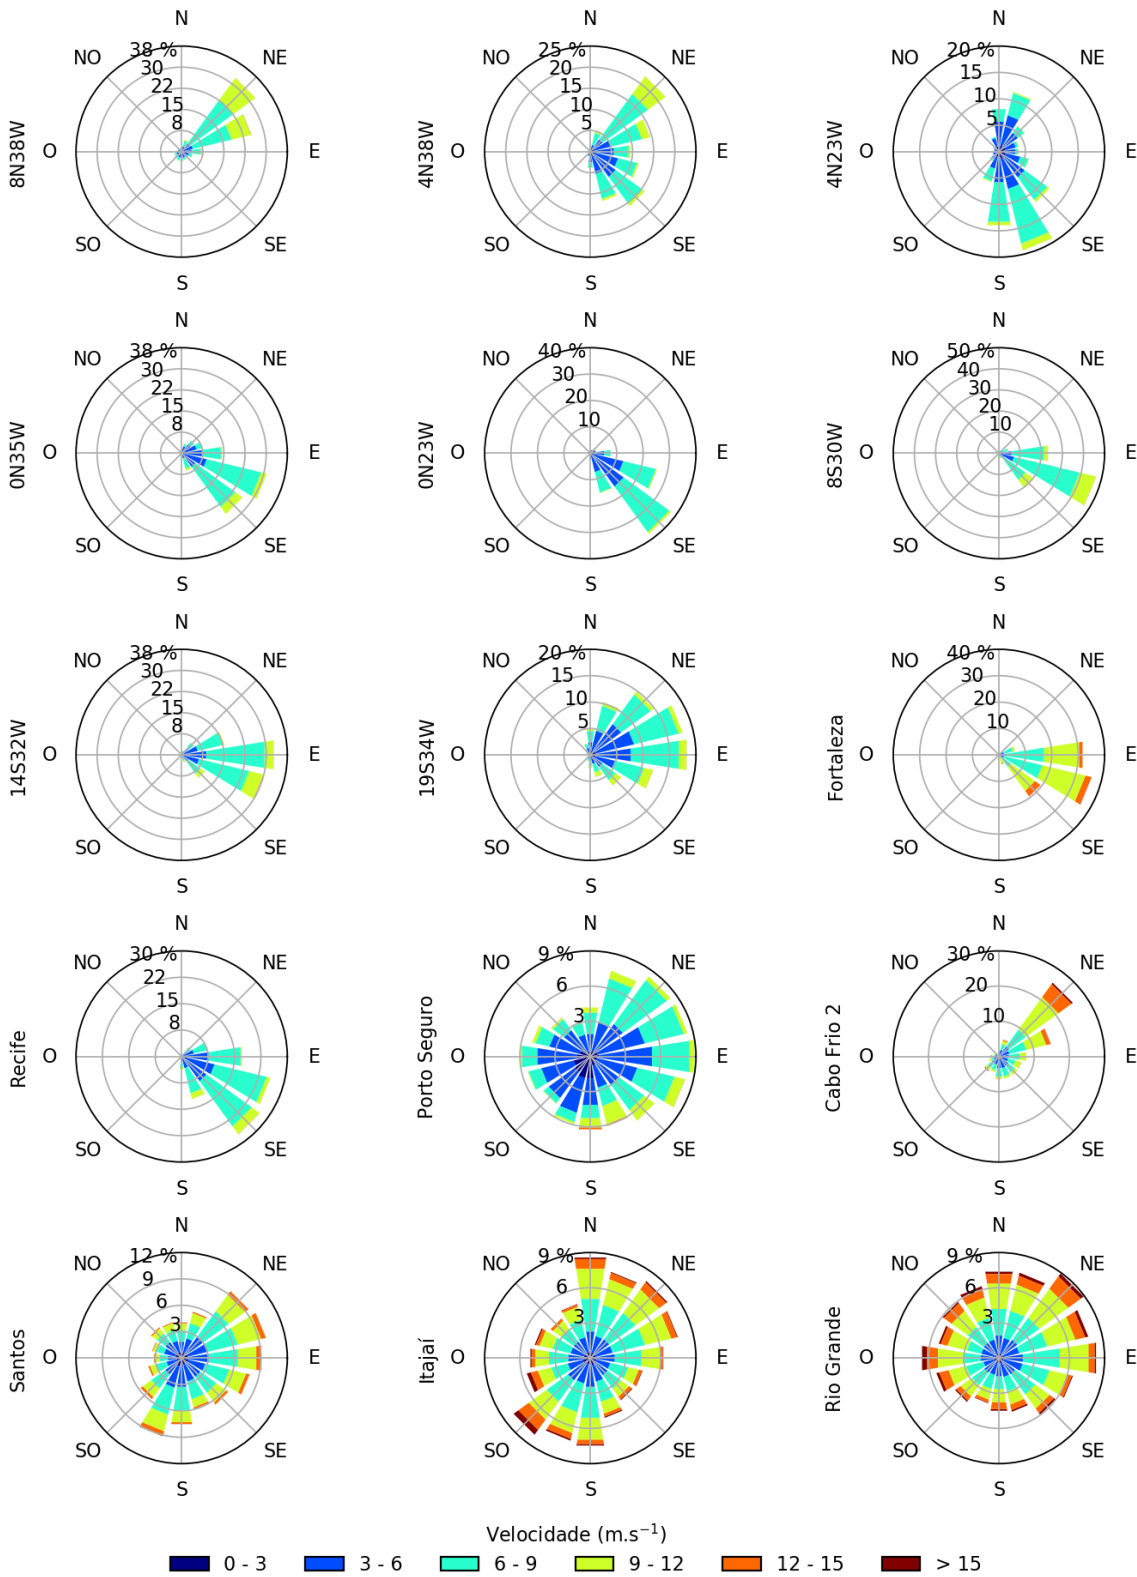 N
N
N
NO
38 %
NE
NO
25 %
NE
NO
20 %
NE
30
22
15
8
20
15
10
5
15
10
5
8N38W
O
E
4N38W
O
E
4N23W
O
E
SO
SE
SO
SE
SO
SE
S
S
S
N
N
N
NO
38 %
NE
NO
40 %
NE
NO
50 %
NE
30
22
15
8
30
20
10
40
30
20
10
0N35W
O
E
0N23W
O
E
8S30W
O
E
SO
SE
SO
SE
SO
SE
S
S
S
N
N
N
NO
38 %
NE
NO
20 %
NE
NO
40 %
NE
30
22
15
8
15
10
5
30
20
10
14S32W
O
E
19S34W
O
E
Fortaleza
O
E
SO
SE
SO
SE
SO
SE
S
S
S
N
N
N
NO
30 %
NE
NO
9 %
NE
NO
30 %
NE
22
15
8
6
3
20
10
Recife
O
E
Porto Seguro
O
E
Cabo Frio 2
O
E
SO
SE
SO
SE
SO
SE
S
S
S
N
N
N
NO
12 %
NE
NO
9 %
NE
NO
9 %
NE
9
6
3
6
3
6
3
Santos
O
E
Itajaí
O
E
Rio Grande
O
E
SO
SE
SO
SE
SO
SE
S
S
S
Velocidade (m.s⁻¹)
0 - 3
3 - 6
6 - 9
9 - 12
12 - 15
> 15